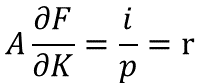 A ∂F/∂K = i/p = r